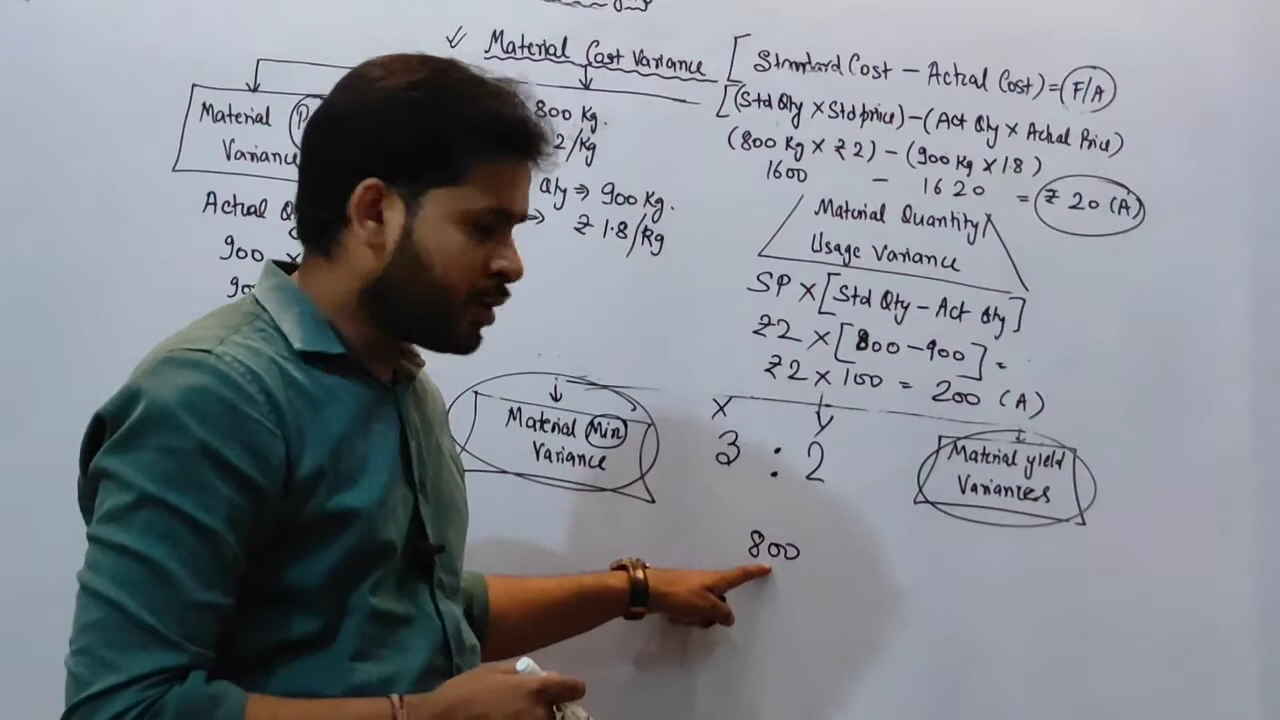 ✓ Material Cost Variance [Standard Cost – Actual Cost) = (F/A)
[(Std Qty × Std price) – (Act Qty × Actual Price)
(800 Kg × ₹2) – (900 Kg × 1.8)
1600 – 1620 = ₹ 20 (A)
Material
Variance
800 Kg.
2/Kg
Qty ⇒ 900 Kg.
⇒ ₹ 1.8/Kg
Actual Q
900 ×
90
Material Quantity/
Usage Variance
SP × [Std Qty – Act Qty]
₹2 × [800 – 900] =
₹2 × 100 = 200 (A)
Material Mix
Variance
X Y
3 : 2
800
Material yield
Variances